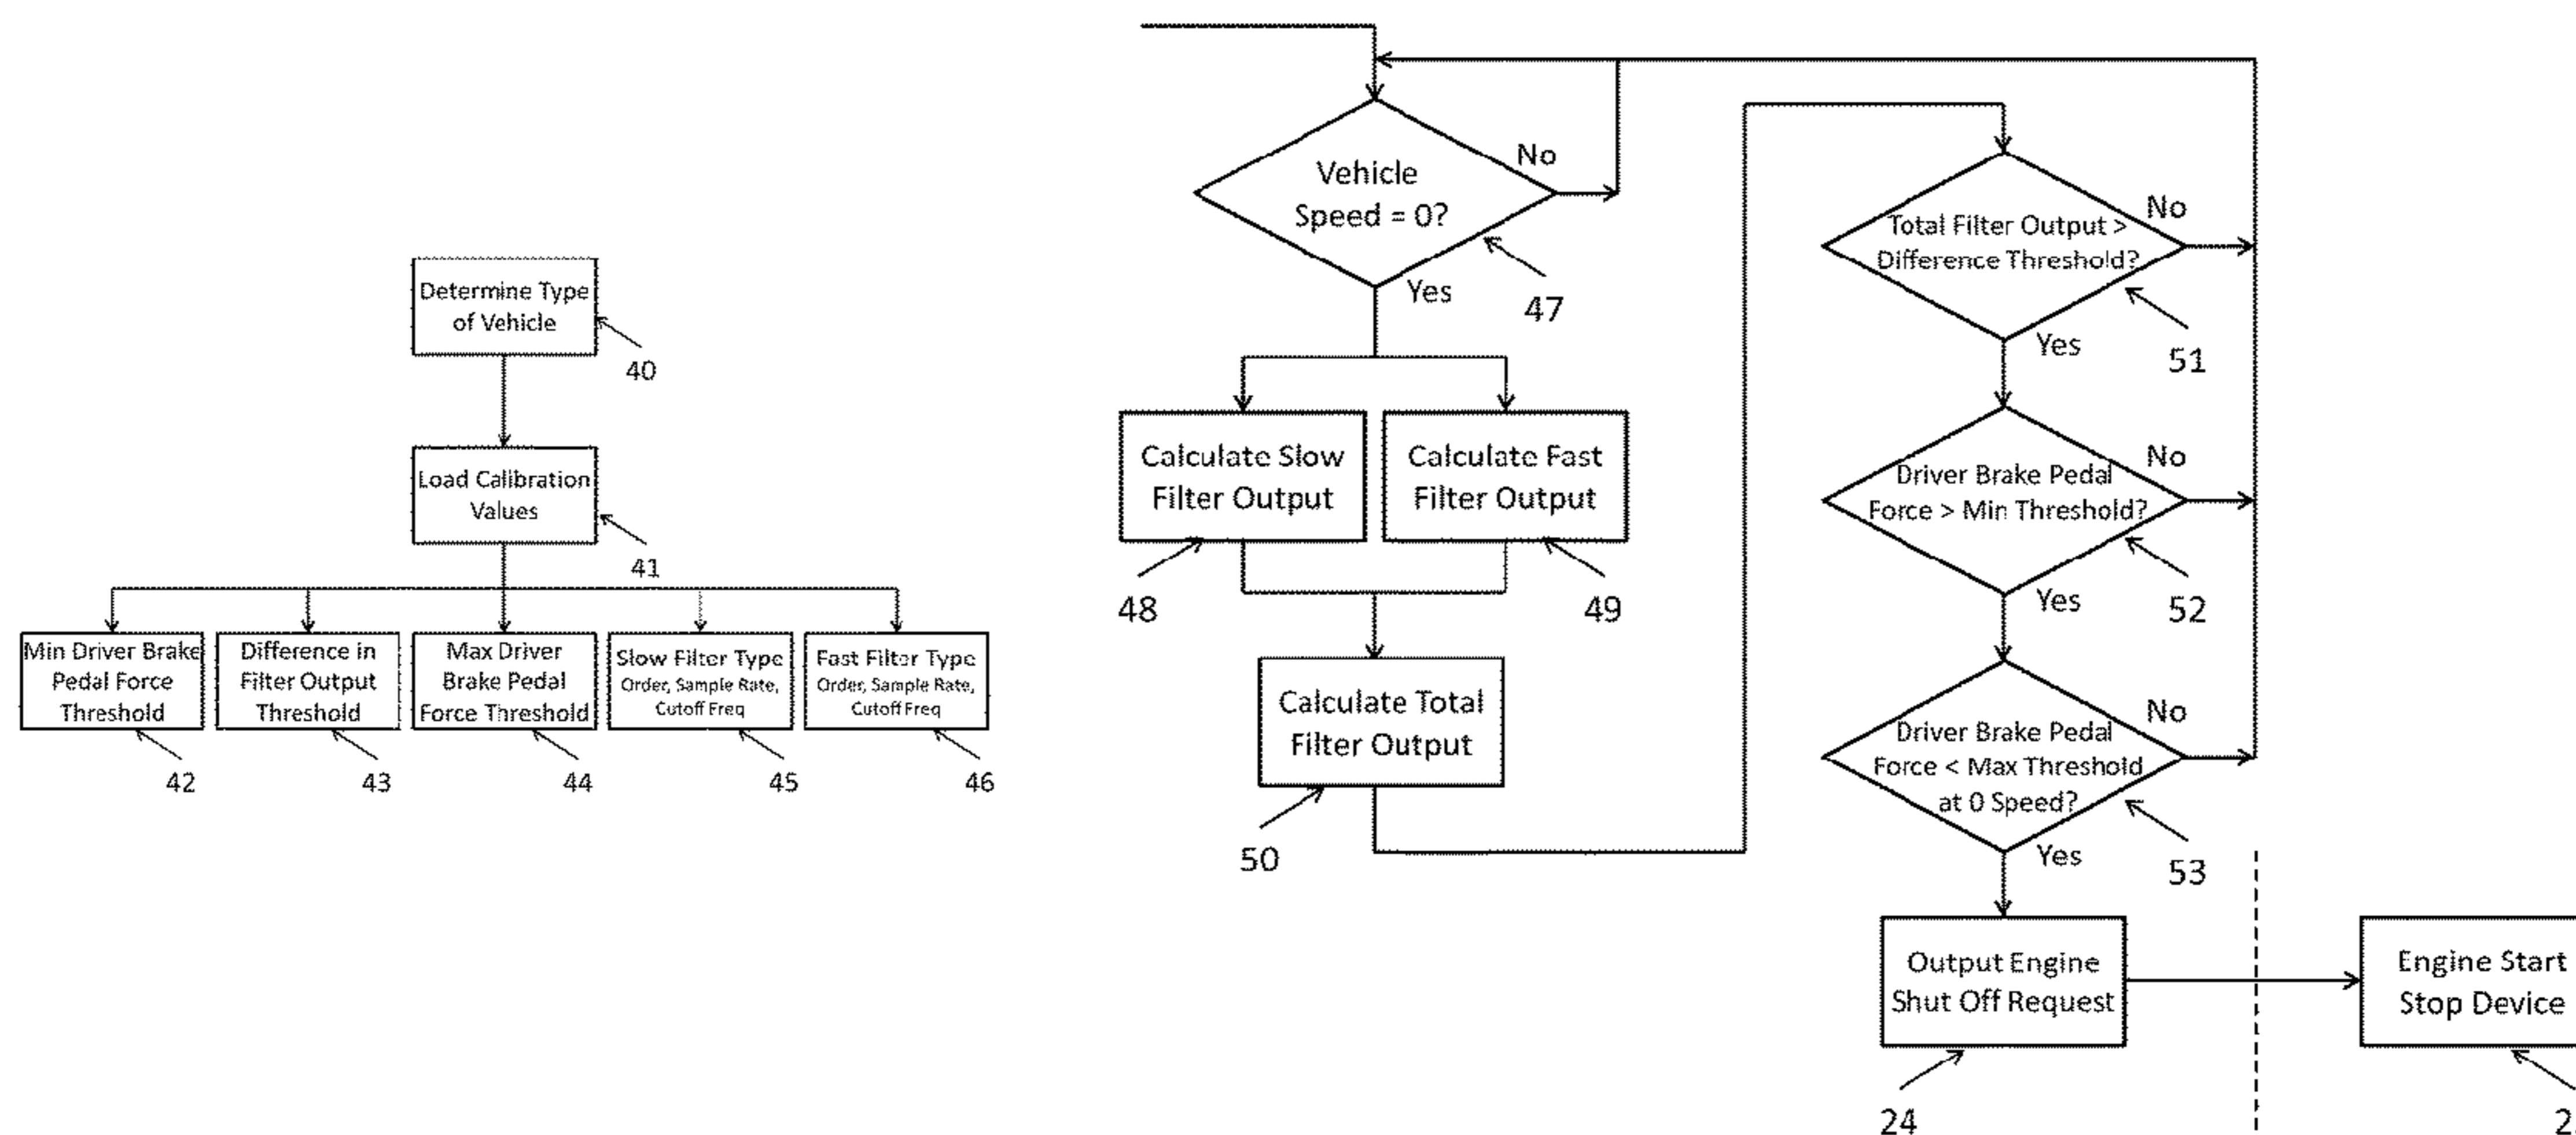 Determine Type
of Vehicle
40
Load Calibration
Values
41
Min Driver Brake
Pedal Force
Threshold
42
Difference in
Filter Output
Threshold
43
Max Driver
Brake Pedal
Force Threshold
44
Slow Filter Type
Order, Sample Rate,
Cutoff Freq
45
Fast Filter Type
Order, Sample Rate,
Cutoff Freq
46
Vehicle
Speed = 0?
No
Yes
47
Calculate Slow
Filter Output
48
Calculate Fast
Filter Output
49
Calculate Total
Filter Output
50
Total Filter Output >
Difference Threshold?
No
Yes
51
Driver Brake Pedal
Force > Min Threshold?
No
Yes
52
Driver Brake Pedal
Force < Max Threshold
at 0 Speed?
No
Yes
53
Output Engine
Shut Off Request
24
Engine Start
Stop Device